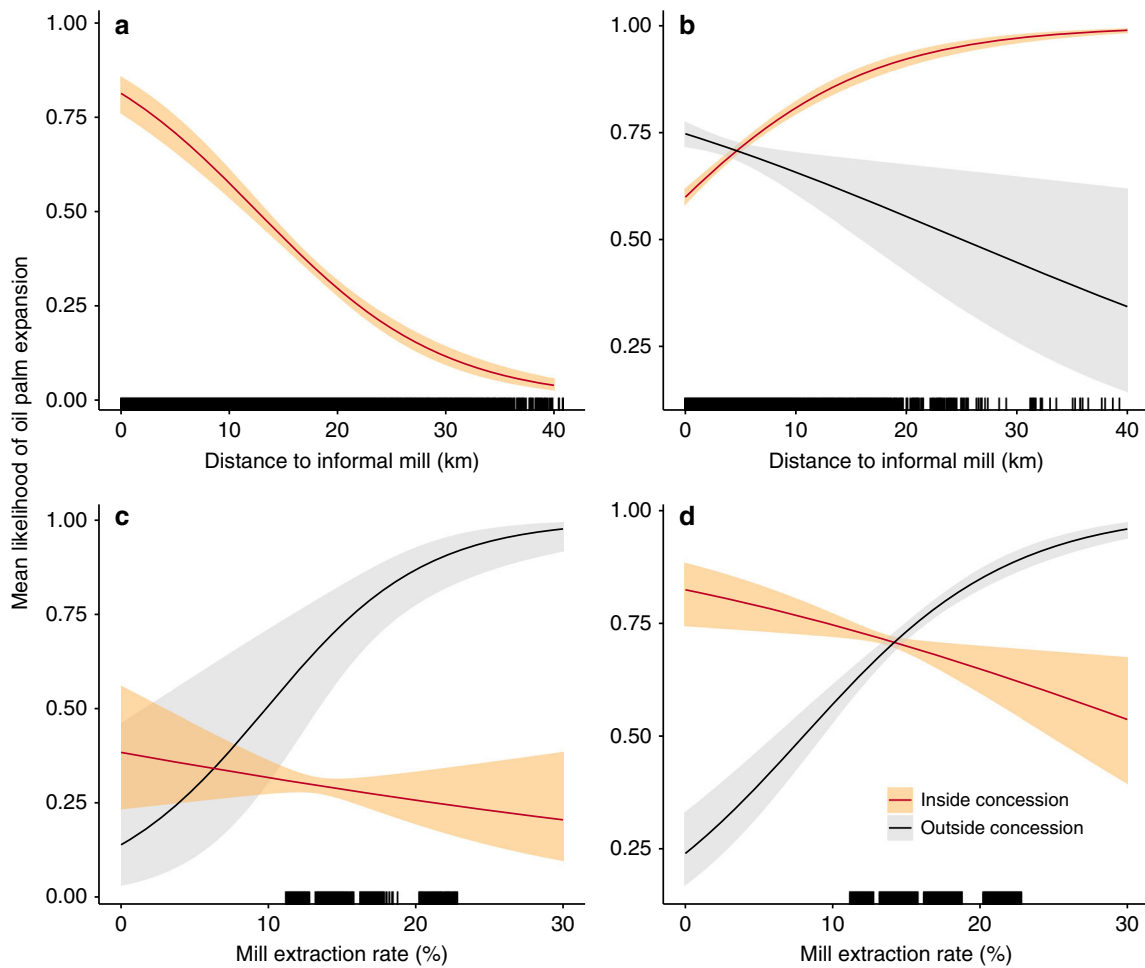 Mean likelihood of oil palm expansion
a
1.00
0.75
0.50
0.25
0.00
0 10 20 30 40
Distance to informal mill (km)
b
1.00
0.75
0.50
0.25
0 10 20 30 40
Distance to informal mill (km)
c
1.00
0.75
0.50
0.25
0.00
0 10 20 30
Mill extraction rate (%)
d
1.00
0.75
0.50
0.25
Inside concession
Outside concession
0 10 20 30
Mill extraction rate (%)